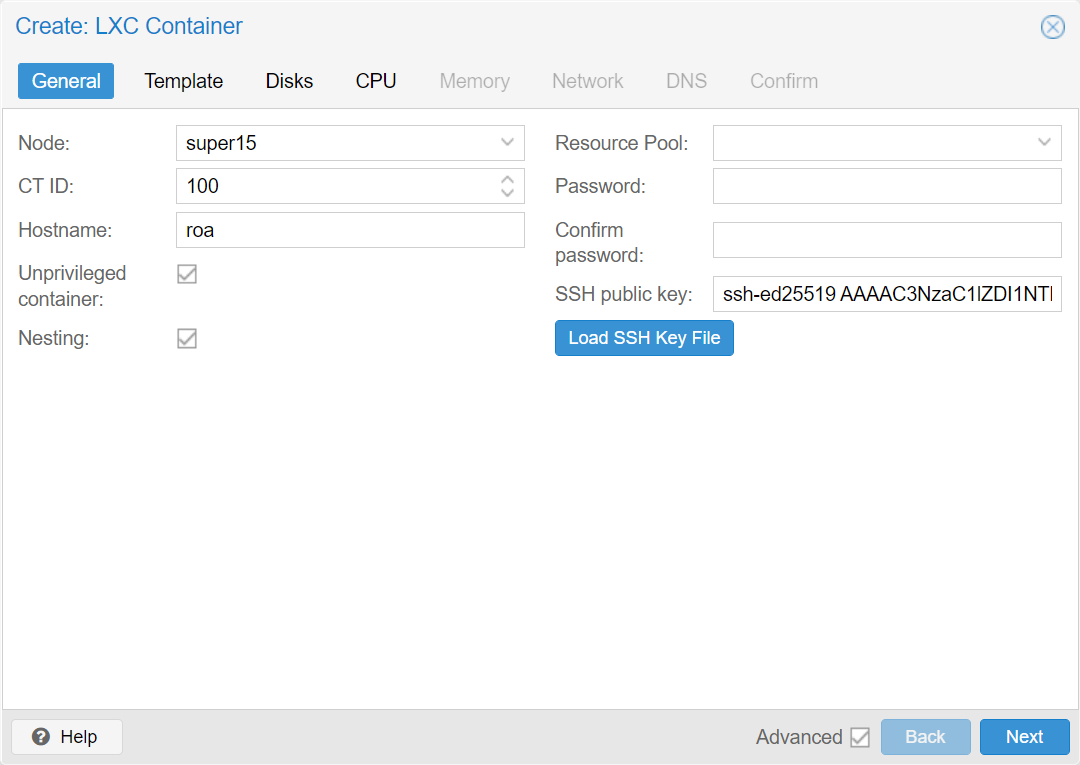 Create: LXC Container
General Template Disks CPU Memory Network DNS Confirm
Node: super15
CT ID: 100
Hostname: roa
Unprivileged
container:
Nesting:
Resource Pool:
Password:
Confirm
password:
SSH public key: ssh-ed25519 AAAAC3NzaC1lZDI1NTI
Load SSH Key File
Help
Advanced
Back
Next